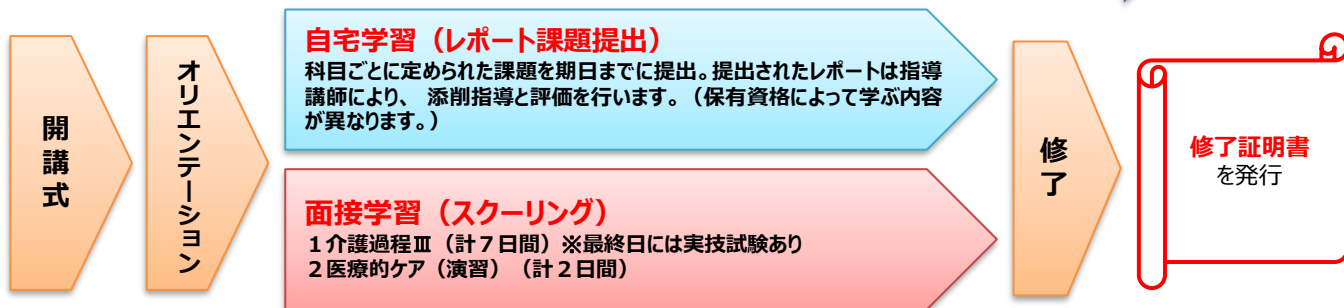 開講式
オリエンテーション
自宅学習（レポート課題提出）
科目ごとに定められた課題を期日までに提出。提出されたレポートは指導
講師により、 添削指導と評価を行います。（保有資格によって学ぶ内容
が異なります。）
面接学習（スクーリング）
１介護過程Ⅲ（計７日間）※最終日には実技試験あり
２医療的ケア（演習）（計２日間）
修了
修了証明書
を発行